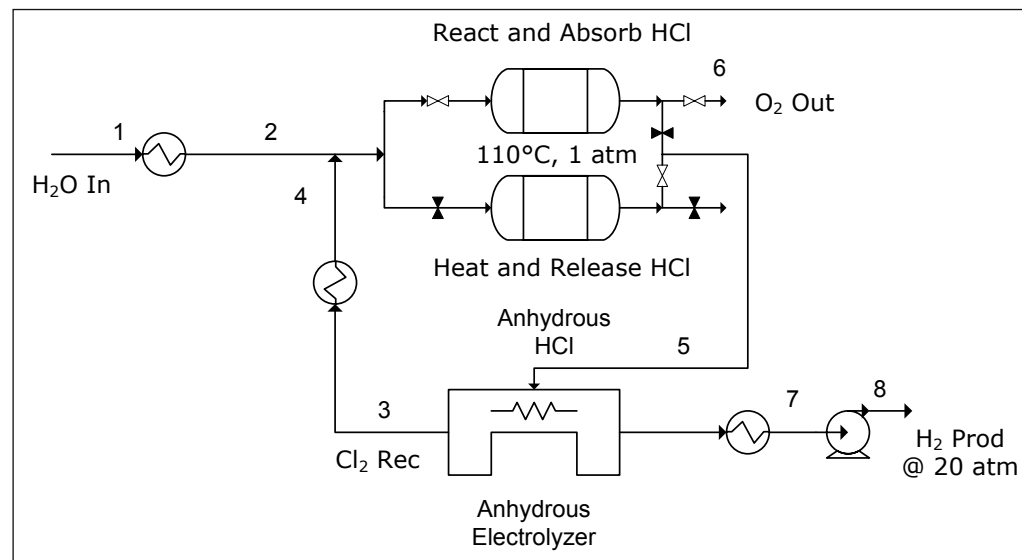 React and Absorb HCl
6
O₂ Out
1
2
110°C, 1 atm
H₂O In
4
Heat and Release HCl
Anhydrous
HCl
5
3
7
8
Cl₂ Rec
H₂ Prod
@ 20 atm
Anhydrous
Electrolyzer